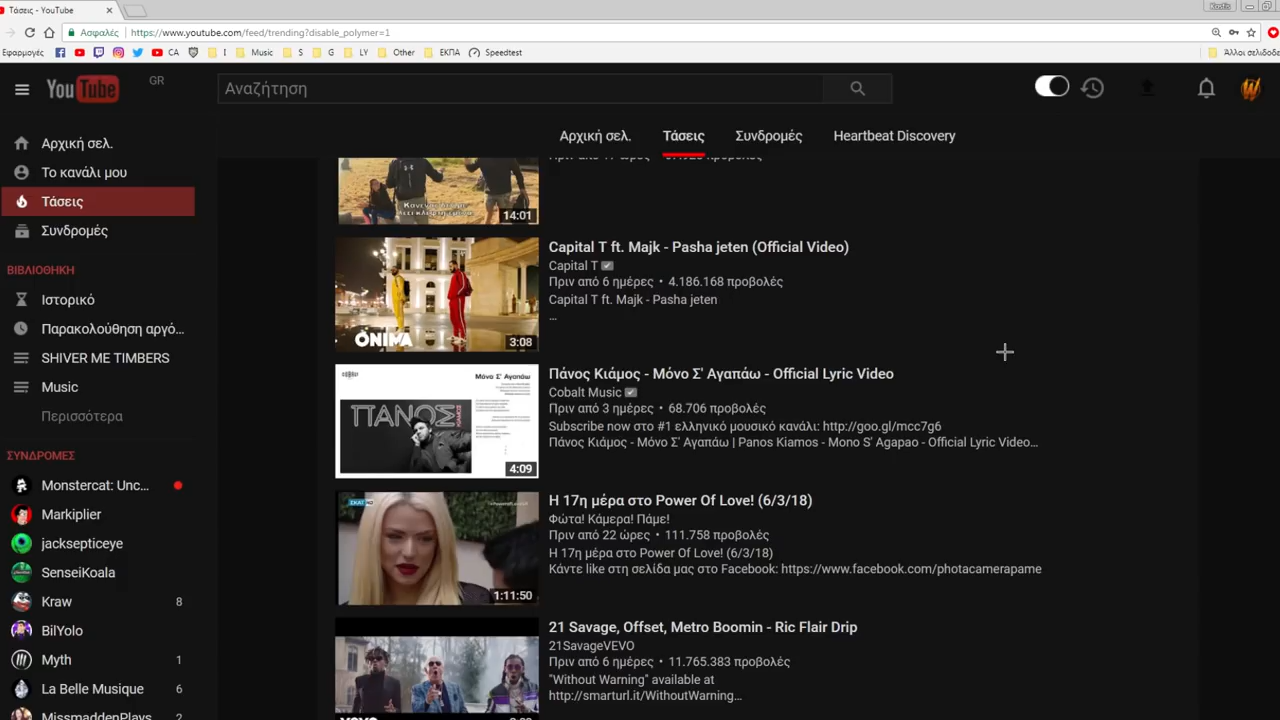 Τάσεις - YouTube
Kostis
Ασφαλές https://www.youtube.com/feed/trending?disable_polymer=1
Εφαρμογές CA I Music S G LY Other ΕΚΠΑ Speedtest Άλλοι σελιδοδε
YouTube GR
Αναζήτηση
Αρχική σελ. Τάσεις Συνδρομές Heartbeat Discovery
Αρχική σελ.
Το κανάλι μου
Τάσεις
Συνδρομές
ΒΙΒΛΙΟΘΗΚΗ
Ιστορικό
Παρακολούθηση αργό...
SHIVER ME TIMBERS
Music
Περισσότερα
ΣΥΝΔΡΟΜΕΣ
Monstercat: Unc...
Markiplier
jacksepticeye
SenseiKoala
Kraw 8
BilYolo
Myth 1
La Belle Musique 6
MissmaddenPlays 2
14:01
Capital T ft. Majk - Pasha jeten (Official Video)
Capital T
Πριν από 6 ημέρες • 4.186.168 προβολές
Capital T ft. Majk - Pasha jeten
...
ONIMA
3:08
Πάνος Κιάμος - Μόνο Σ' Αγαπάω - Official Lyric Video
Cobalt Music
Πριν από 3 ημέρες • 68.706 προβολές
Subscribe now στο #1 ελληνικό μουσικό κανάλι: http://goo.gl/mcc7g6
Πάνος Κιάμος - Μόνο Σ' Αγαπάω | Panos Kiamos - Mono S' Agapao - Official Lyric Video...
Μόνο Σ' Αγαπάω
ΠΑΝΟΣ
ΚΙΑΜΟΣ
4:09
Η 17η μέρα στο Power Of Love! (6/3/18)
Φώτα! Κάμερα! Πάμε!
Πριν από 22 ώρες • 111.758 προβολές
Η 17η μέρα στο Power Of Love! (6/3/18)
Κάντε like στη σελίδα μας στο Facebook: https://www.facebook.com/photacamerapame
1:11:50
21 Savage, Offset, Metro Boomin - Ric Flair Drip
21SavageVEVO
Πριν από 6 ημέρες • 11.765.383 προβολές
"Without Warning" available at
http://smarturl.it/WithoutWarning...